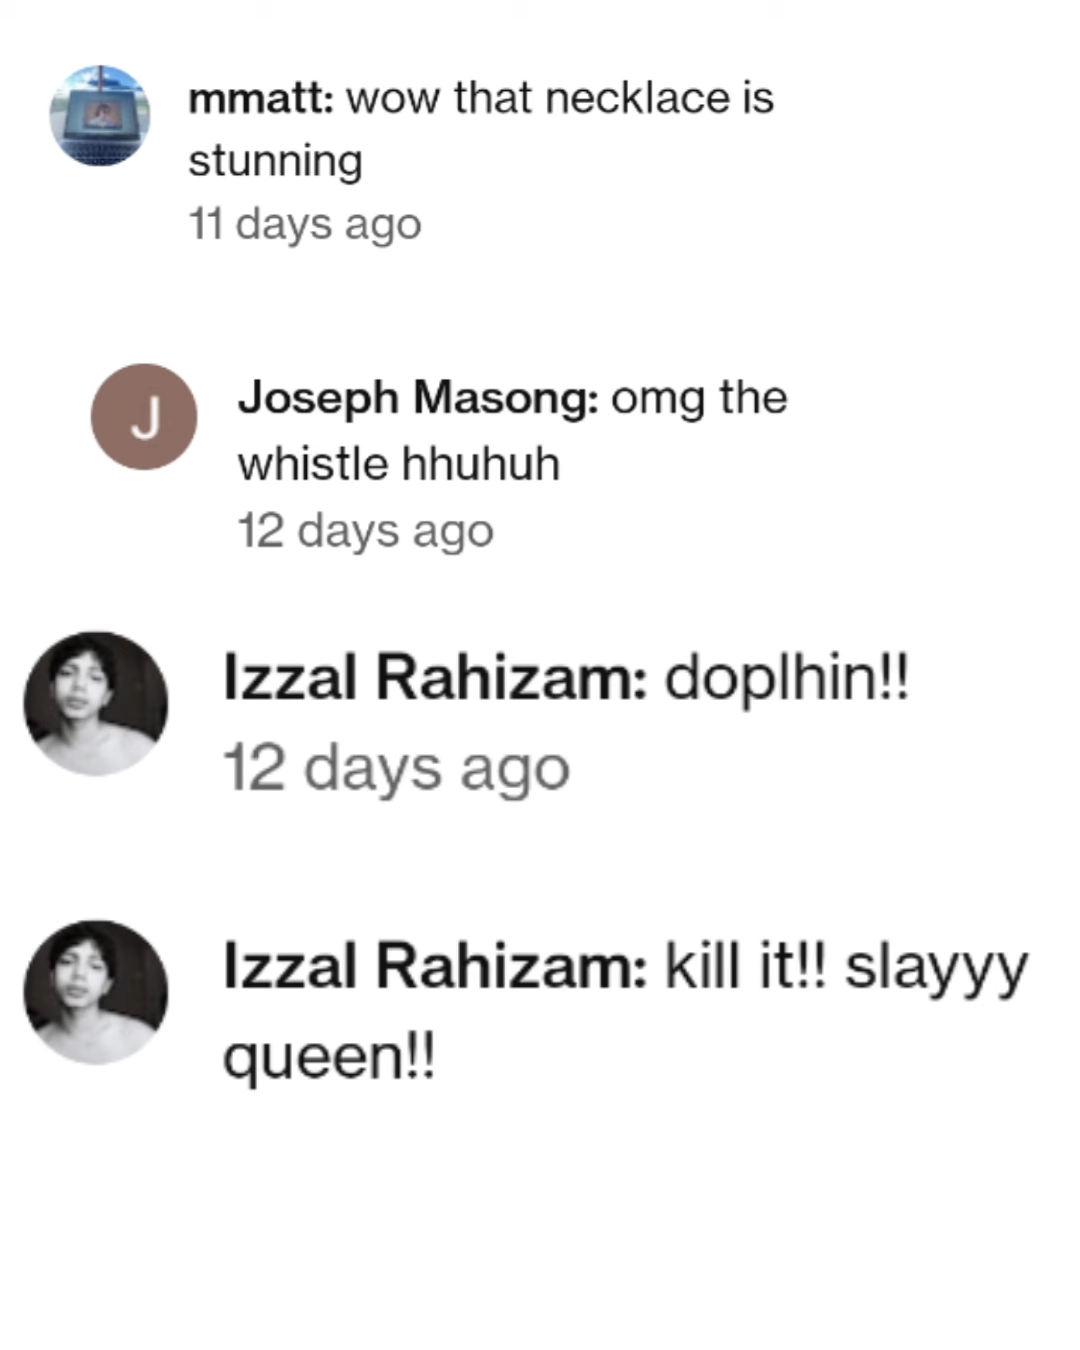 mmatt: wow that necklace is
stunning
11 days ago
J
Joseph Masong: omg the
whistle hhuhuh
12 days ago
Izzal Rahizam: doplhin!!
12 days ago
Izzal Rahizam: kill it!! slayyy
queen!!